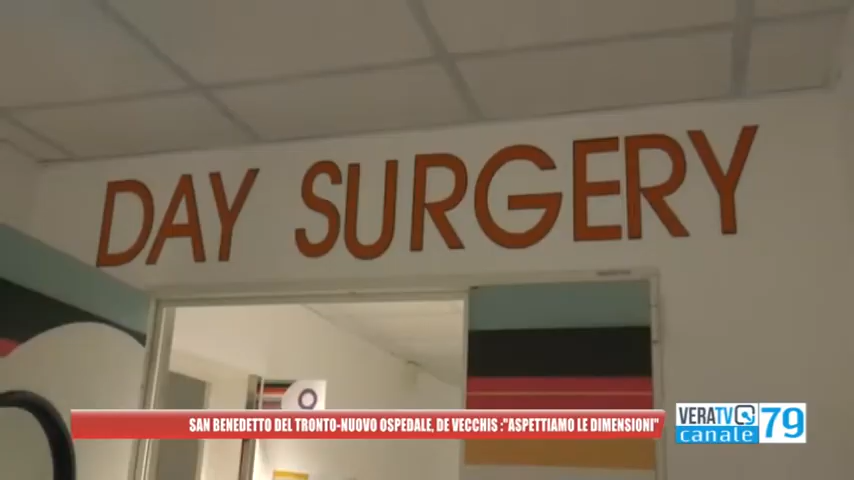 DAY SURGERY
SAN BENEDETTO DEL TRONTO-NUOVO OSPEDALE, DE VECCHIS :"ASPETTIAMO LE DIMENSIONI"
VERATV
canale 79